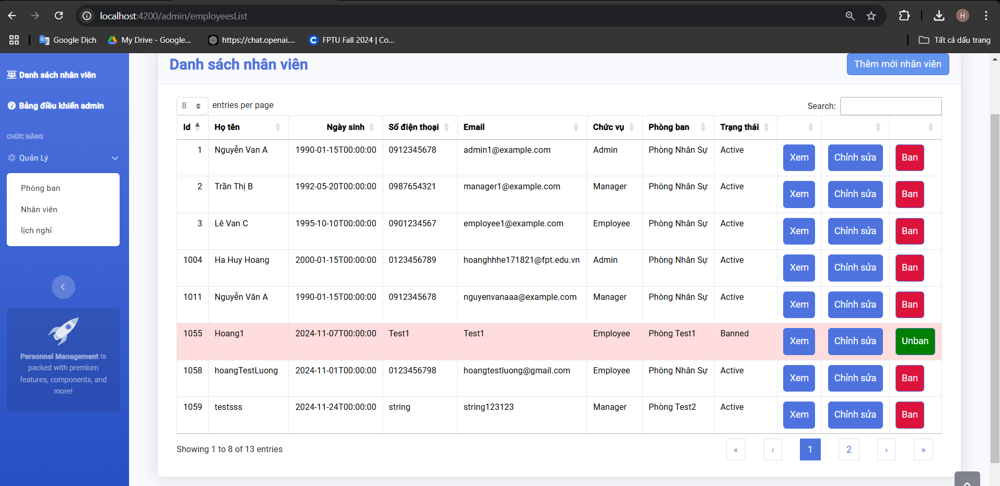 localhost:4200/admin/employeesList
H
Google Dịch
My Drive - Google...
https://chat.openai....
FPTU Fall 2024 | Co...
Tất cả dấu trang
Danh sách nhân viên
Bảng điều khiển admin
CHỨC NĂNG
Quản Lý
Phòng ban
Nhân viên
lịch nghỉ
Personnel Management is
packed with premium
features, components, and
more!
Danh sách nhân viên
Thêm mới nhân viên
8 entries per page
Search:
Id Họ tên Ngày sinh Số điện thoại Email Chức vụ Phòng ban Trạng thái
1 Nguyễn Van A 1990-01-15T00:00:00 0912345678 admin1@example.com Admin Phòng Nhân Sự Active Xem Chỉnh sửa Ban
2 Trần Thị B 1992-05-20T00:00:00 0987654321 manager1@example.com Manager Phòng Nhân Sự Active Xem Chỉnh sửa Ban
3 Lê Van C 1995-10-10T00:00:00 0901234567 employee1@example.com Employee Phòng Nhân Sự Active Xem Chỉnh sửa Ban
1004 Ha Huy Hoang 2000-01-15T00:00:00 0123456789 hoanghhhe171821@fpt.edu.vn Admin Phòng Nhân Sự Active Xem Chỉnh sửa Ban
1011 Nguyễn Văn A 1990-01-15T00:00:00 0912345678 nguyenvanaaa@example.com Manager Phòng Nhân Sự Active Xem Chỉnh sửa Ban
1055 Hoang1 2024-11-07T00:00:00 Test1 Test1 Employee Phòng Test1 Banned Xem Chỉnh sửa Unban
1058 hoangTestLuong 2024-11-01T00:00:00 0123456798 hoangtestluong@gmail.com Employee Phòng Nhân Sự Active Xem Chỉnh sửa Ban
1059 testsss 2024-11-24T00:00:00 string string123123 Manager Phòng Test2 Active Xem Chỉnh sửa Ban
Showing 1 to 8 of 13 entries
« ‹ 1 2 › »